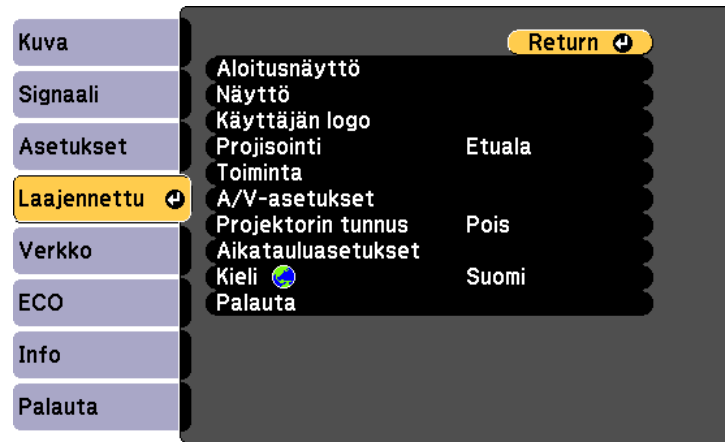 Kuva
Signaali
Asetukset
Laajennettu
Verkko
ECO
Info
Palauta
Return
Aloitusnäyttö
Näyttö
Käyttäjän logo
Projisointi Etuala
Toiminta
A/V-asetukset
Projektorin tunnus Pois
Aikatauluasetukset
Kieli Suomi
Palauta